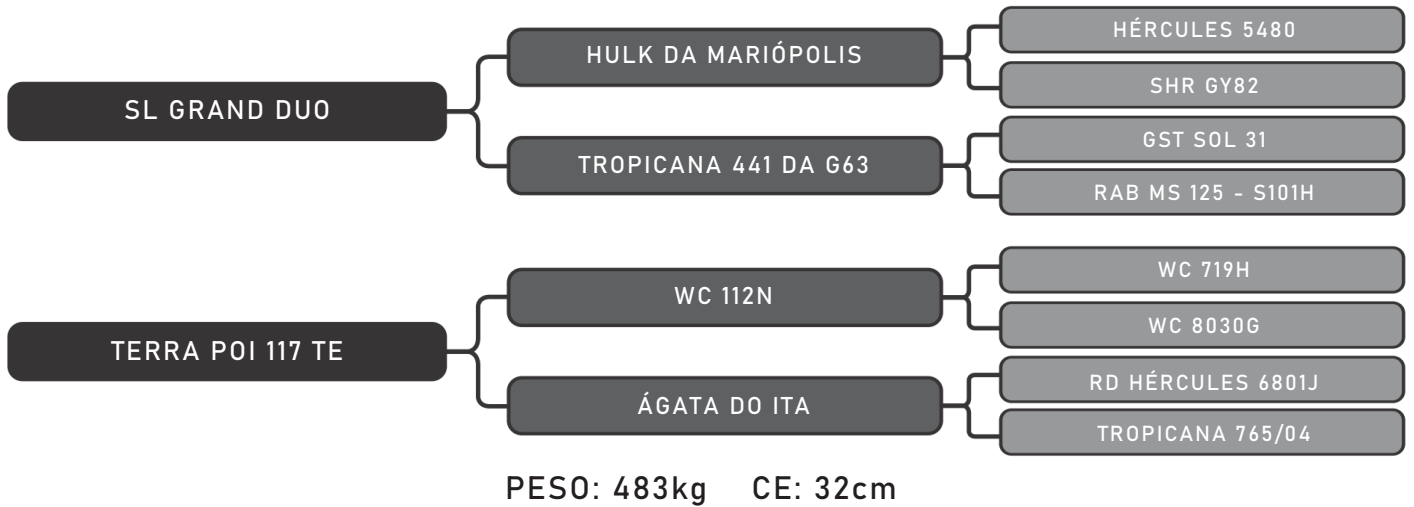 HÉRCULES 5480
HULK DA MARIÓPOLIS
SHR GY82
SL GRAND DUO
GST SOL 31
TROPICANA 441 DA G63
RAB MS 125 - S101H
WC 719H
WC 112N
WC 8030G
TERRA POI 117 TE
RD HÉRCULES 6801J
ÁGATA DO ITA
TROPICANA 765/04
PESO: 483kg CE: 32cm